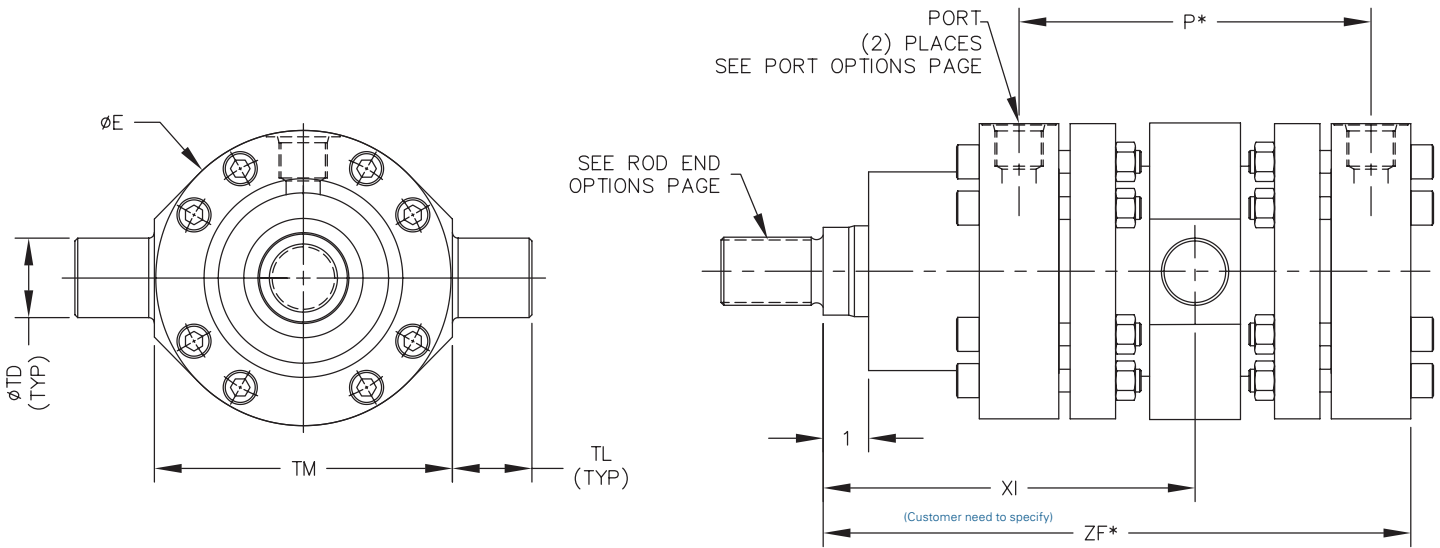 PORT
(2) PLACES
SEE PORT OPTIONS PAGE
P*
øE
SEE ROD END
OPTIONS PAGE
øTD
(TYP)
TM
TL
(TYP)
1
XI
(Customer need to specify)
ZF*